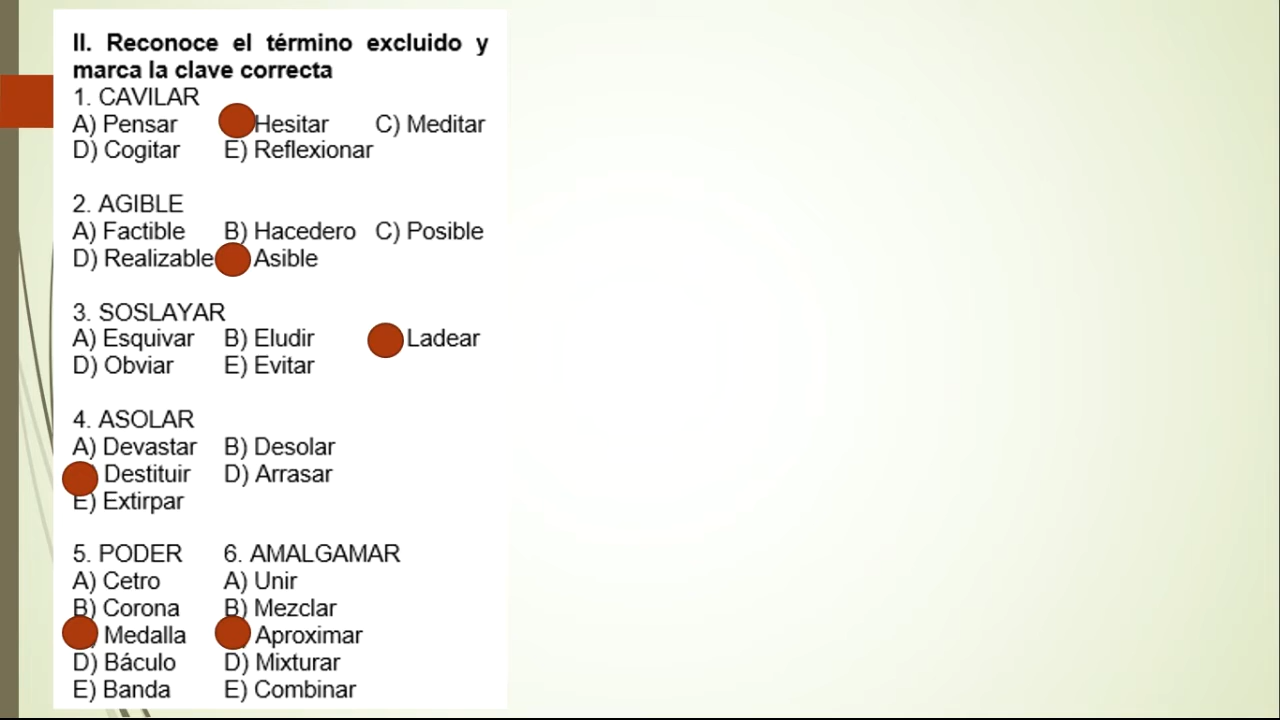 II. Reconoce el término excluido y
marca la clave correcta
1. CAVILAR
A) Pensar Hesitar C) Meditar
D) Cogitar E) Reflexionar
2. AGIBLE
A) Factible B) Hacedero C) Posible
D) Realizable Asible
3. SOSLAYAR
A) Esquivar B) Eludir Ladear
D) Obviar E) Evitar
4. ASOLAR
A) Devastar B) Desolar
Destituir D) Arrasar
E) Extirpar
5. PODER 6. AMALGAMAR
A) Cetro A) Unir
B) Corona B) Mezclar
Medalla Aproximar
D) Báculo D) Mixturar
E) Banda E) Combinar